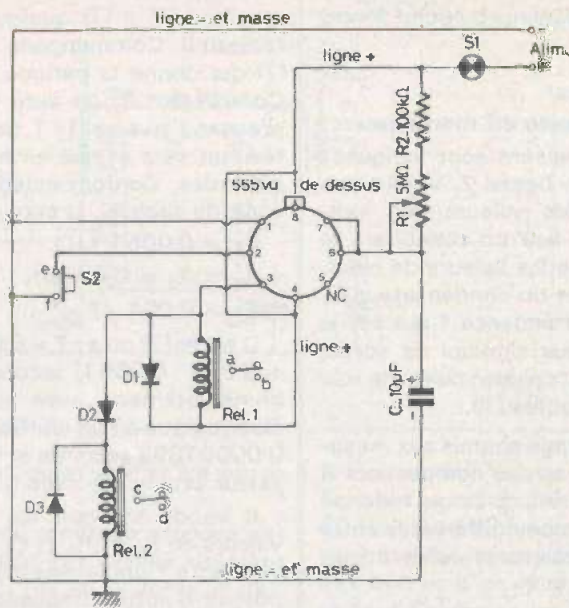 ligne - et masse
S1
ligne +
Alim.
R2. 100kΩ
R1 5MΩ
555 vu de dessus
8
1
7
2
6
3
5
4
NC
S2
e
f
ligne +
D1
a
b
Rel.1
C~10µF
+
D2
D3
c
d
Rel.2
ligne - et masse